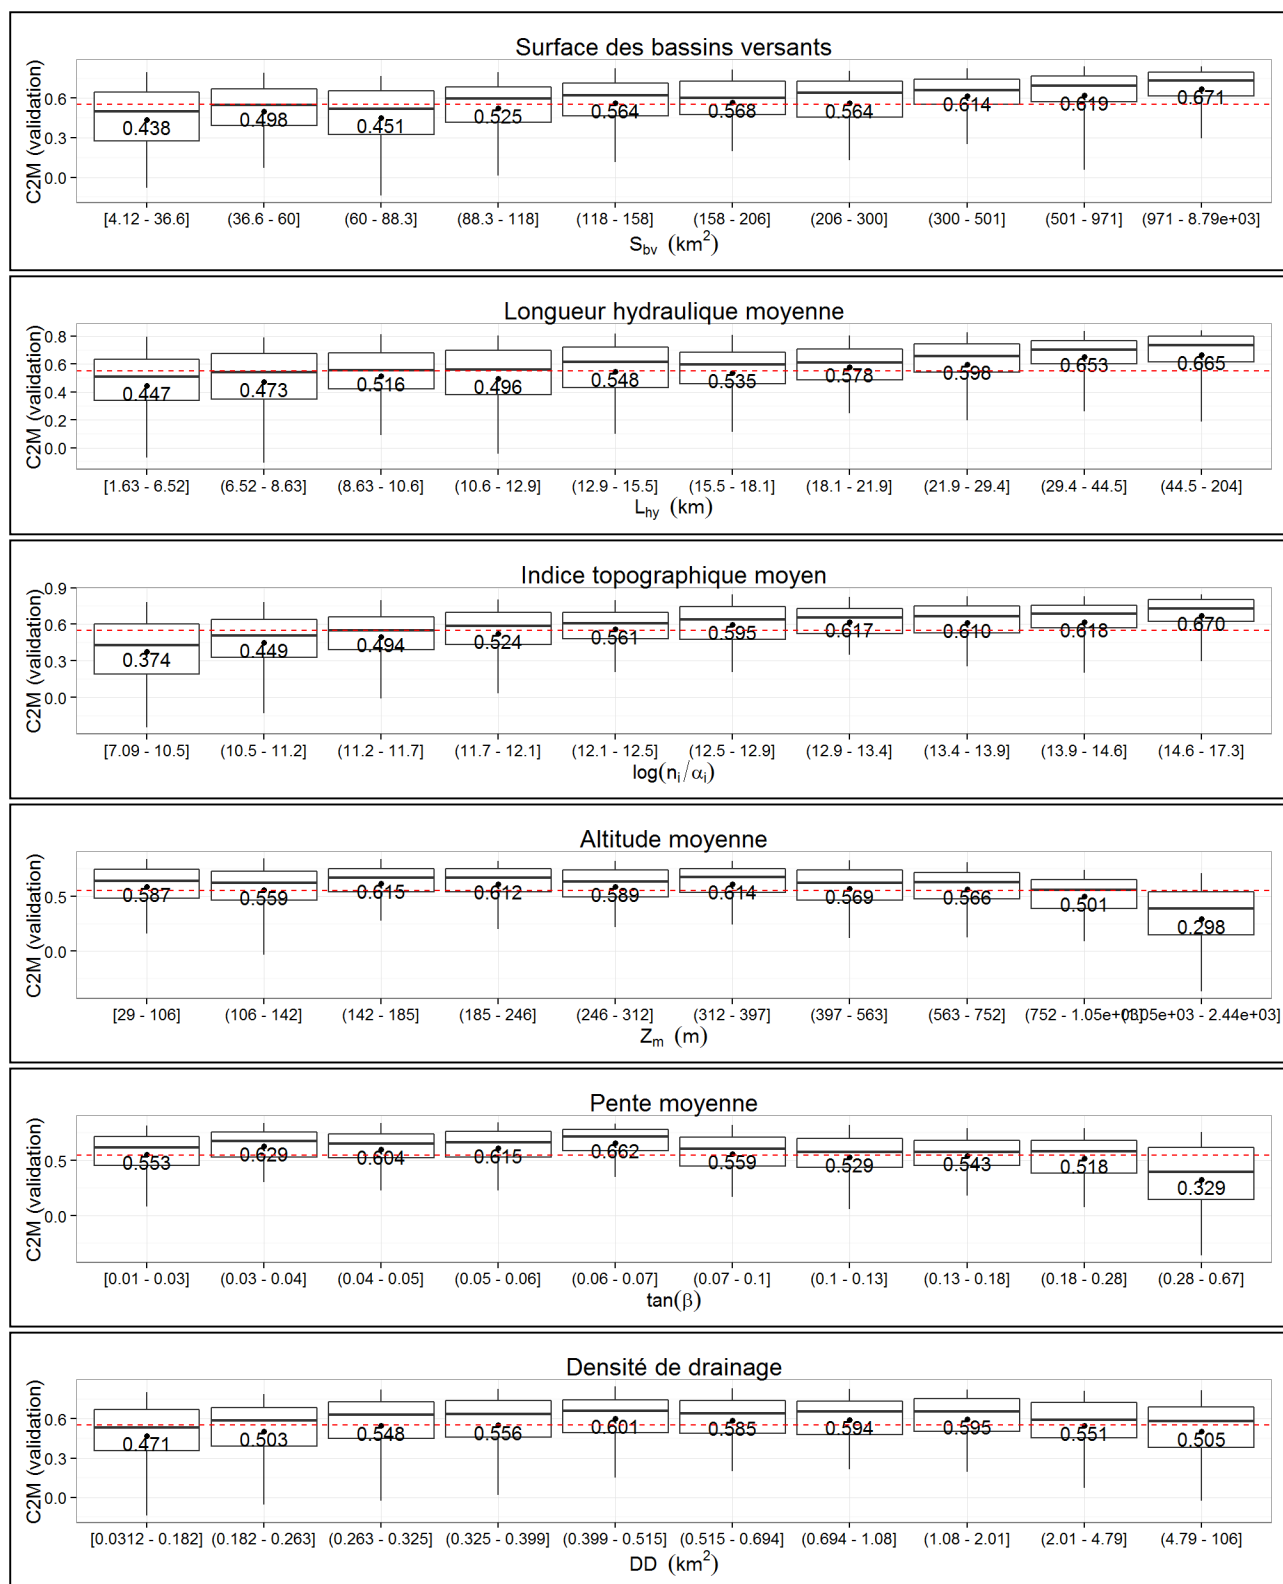 Surface des bassins versants
C2M (validation)
0.6
0.3
0.0
0.438 0.498 0.451 0.525 0.564 0.568 0.564 0.614 0.619 0.671
[4.12 - 36.6] (36.6 - 60] (60 - 88.3] (88.3 - 118] (118 - 158] (158 - 206] (206 - 300] (300 - 501] (501 - 971] (971 - 8.79e+03]
S_bv (km²)
Longueur hydraulique moyenne
C2M (validation)
0.8
0.6
0.4
0.2
0.0
0.447 0.473 0.516 0.496 0.548 0.535 0.578 0.598 0.653 0.665
[1.63 - 6.52] (6.52 - 8.63] (8.63 - 10.6] (10.6 - 12.9] (12.9 - 15.5] (15.5 - 18.1] (18.1 - 21.9] (21.9 - 29.4] (29.4 - 44.5] (44.5 - 204]
L_hy (km)
Indice topographique moyen
C2M (validation)
0.9
0.6
0.3
0.0
0.374 0.449 0.494 0.524 0.561 0.595 0.617 0.610 0.618 0.670
[7.09 - 10.5] (10.5 - 11.2] (11.2 - 11.7] (11.7 - 12.1] (12.1 - 12.5] (12.5 - 12.9] (12.9 - 13.4] (13.4 - 13.9] (13.9 - 14.6] (14.6 - 17.3]
log(n_i/α_i)
Altitude moyenne
C2M (validation)
0.5
0.0
0.587 0.559 0.615 0.612 0.589 0.614 0.569 0.566 0.501 0.298
[29 - 106] (106 - 142] (142 - 185] (185 - 246] (246 - 312] (312 - 397] (397 - 563] (563 - 752] (752 - 1.05e+03] (1.05e+03 - 2.44e+03]
Z_m (m)
Pente moyenne
C2M (validation)
0.5
0.0
0.553 0.629 0.604 0.615 0.662 0.559 0.529 0.543 0.518 0.329
[0.01 - 0.03] (0.03 - 0.04] (0.04 - 0.05] (0.05 - 0.06] (0.06 - 0.07] (0.07 - 0.1] (0.1 - 0.13] (0.13 - 0.18] (0.18 - 0.28] (0.28 - 0.67]
tan(β)
Densité de drainage
C2M (validation)
0.6
0.3
0.0
0.471 0.503 0.548 0.556 0.601 0.585 0.594 0.595 0.551 0.505
[0.0312 - 0.182] (0.182 - 0.263] (0.263 - 0.325] (0.325 - 0.399] (0.399 - 0.515] (0.515 - 0.694] (0.694 - 1.08] (1.08 - 2.01] (2.01 - 4.79] (4.79 - 106]
DD (km²)